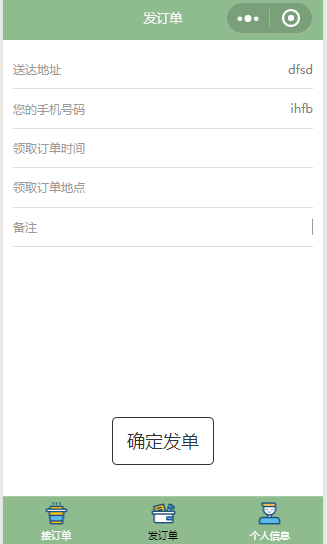 发订单
送达地址 dfsd
您的手机号码 ihfb
领取订单时间
领取订单地点
备注
确定发单
接订单 发订单 个人信息